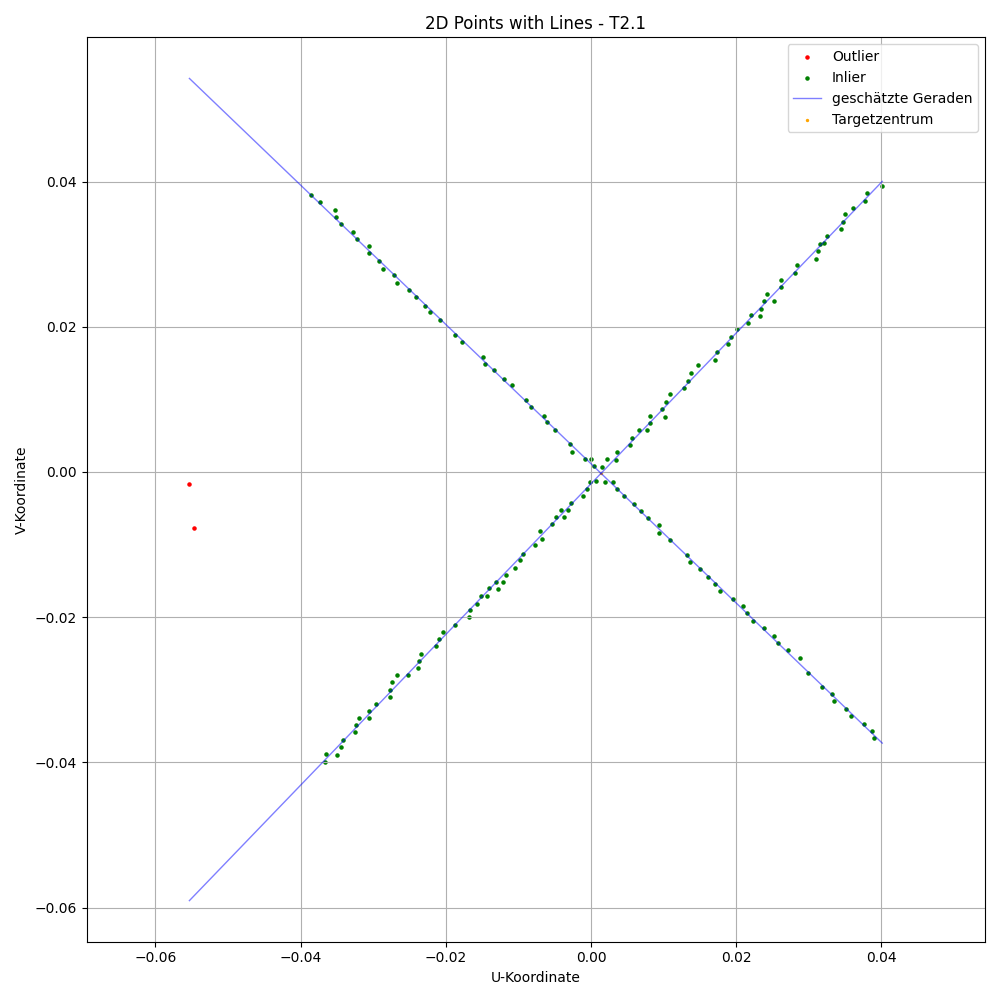 2D Points with Lines - T2.1
Outlier
Inlier
geschätzte Geraden
Targetzentrum
V-Koordinate
0.04
0.02
0.00
−0.02
−0.04
−0.06
−0.06
−0.04
−0.02
0.00
0.02
0.04
U-Koordinate